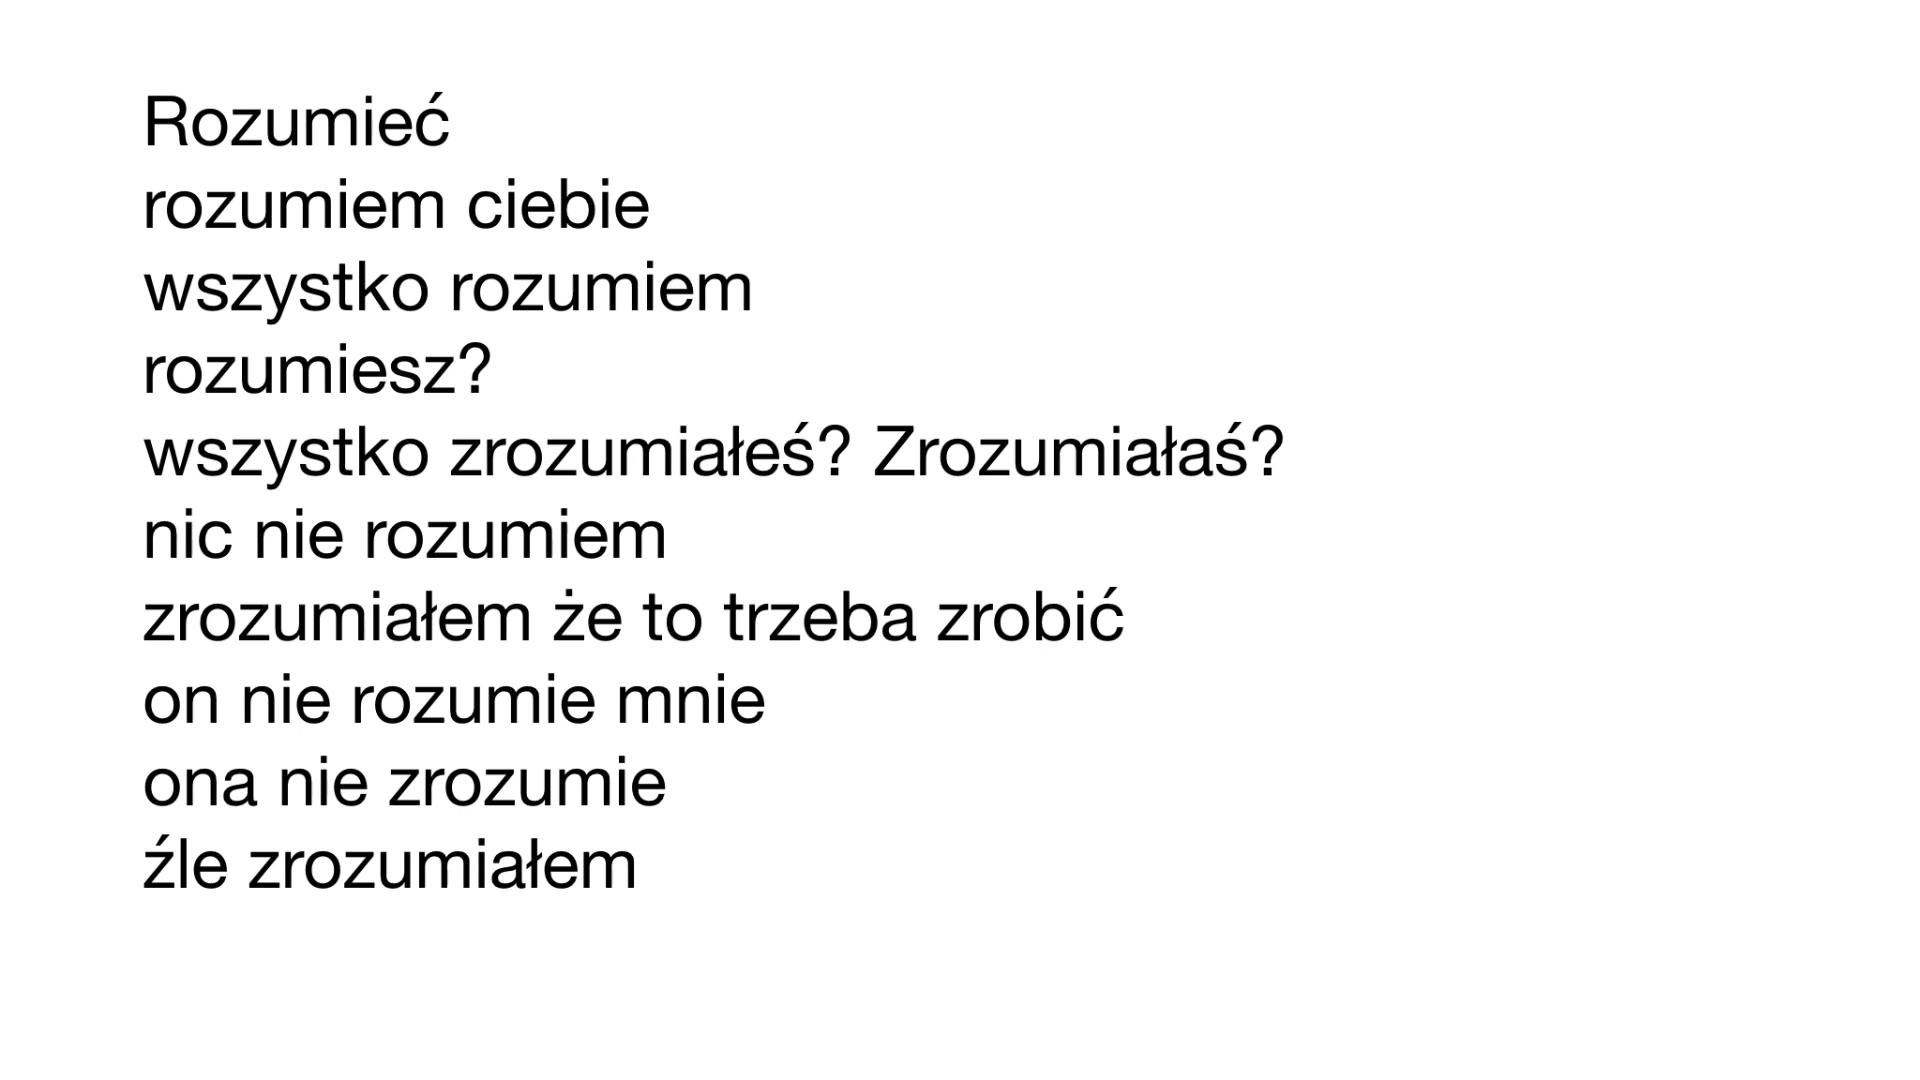 Rozumieć
rozumiem ciebie
wszystko rozumiem
rozumiesz?
wszystko zrozumiałeś? Zrozumiałaś?
nic nie rozumiem
zrozumiałem że to trzeba zrobić
on nie rozumie mnie
ona nie zrozumie
źle zrozumiałem